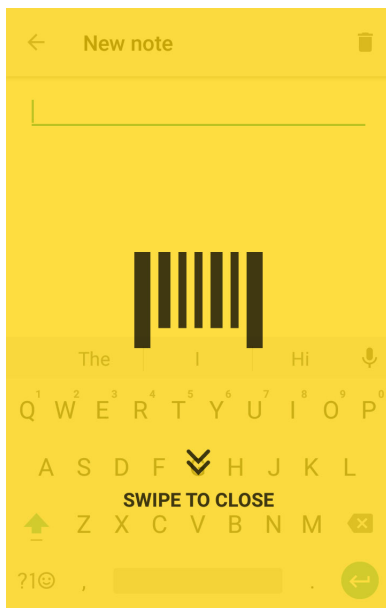 New note
The I Hi
1 2 3 4 5 6 7 8 9 0
Q W E R T Y U I O P
A S D F H J K L
SWIPE TO CLOSE
Z X C V B N M
?1☺ , .